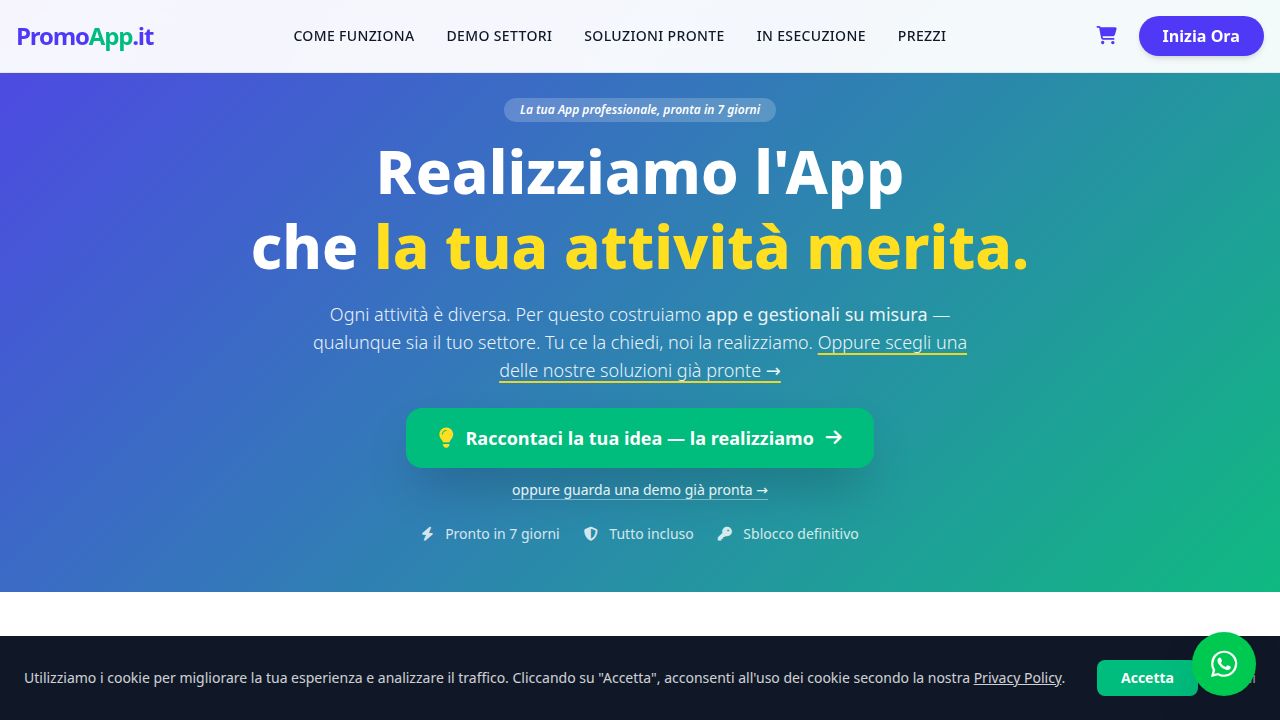 PromoApp.it
COME FUNZIONA
DEMO SETTORI
SOLUZIONI PRONTE
IN ESECUZIONE
PREZZI
Inizia Ora
La tua App professionale, pronta in 7 giorni
Realizziamo l'App
che la tua attività merita.
Ogni attività è diversa. Per questo costruiamo app e gestionali su misura —
qualunque sia il tuo settore. Tu ce la chiedi, noi la realizziamo. Oppure scegli una
delle nostre soluzioni già pronte →
Raccontaci la tua idea — la realizziamo →
oppure guarda una demo già pronta →
Pronto in 7 giorni
Tutto incluso
Sblocco definitivo
Utilizziamo i cookie per migliorare la tua esperienza e analizzare il traffico. Cliccando su "Accetta", acconsenti all'uso dei cookie secondo la nostra Privacy Policy.
Accetta